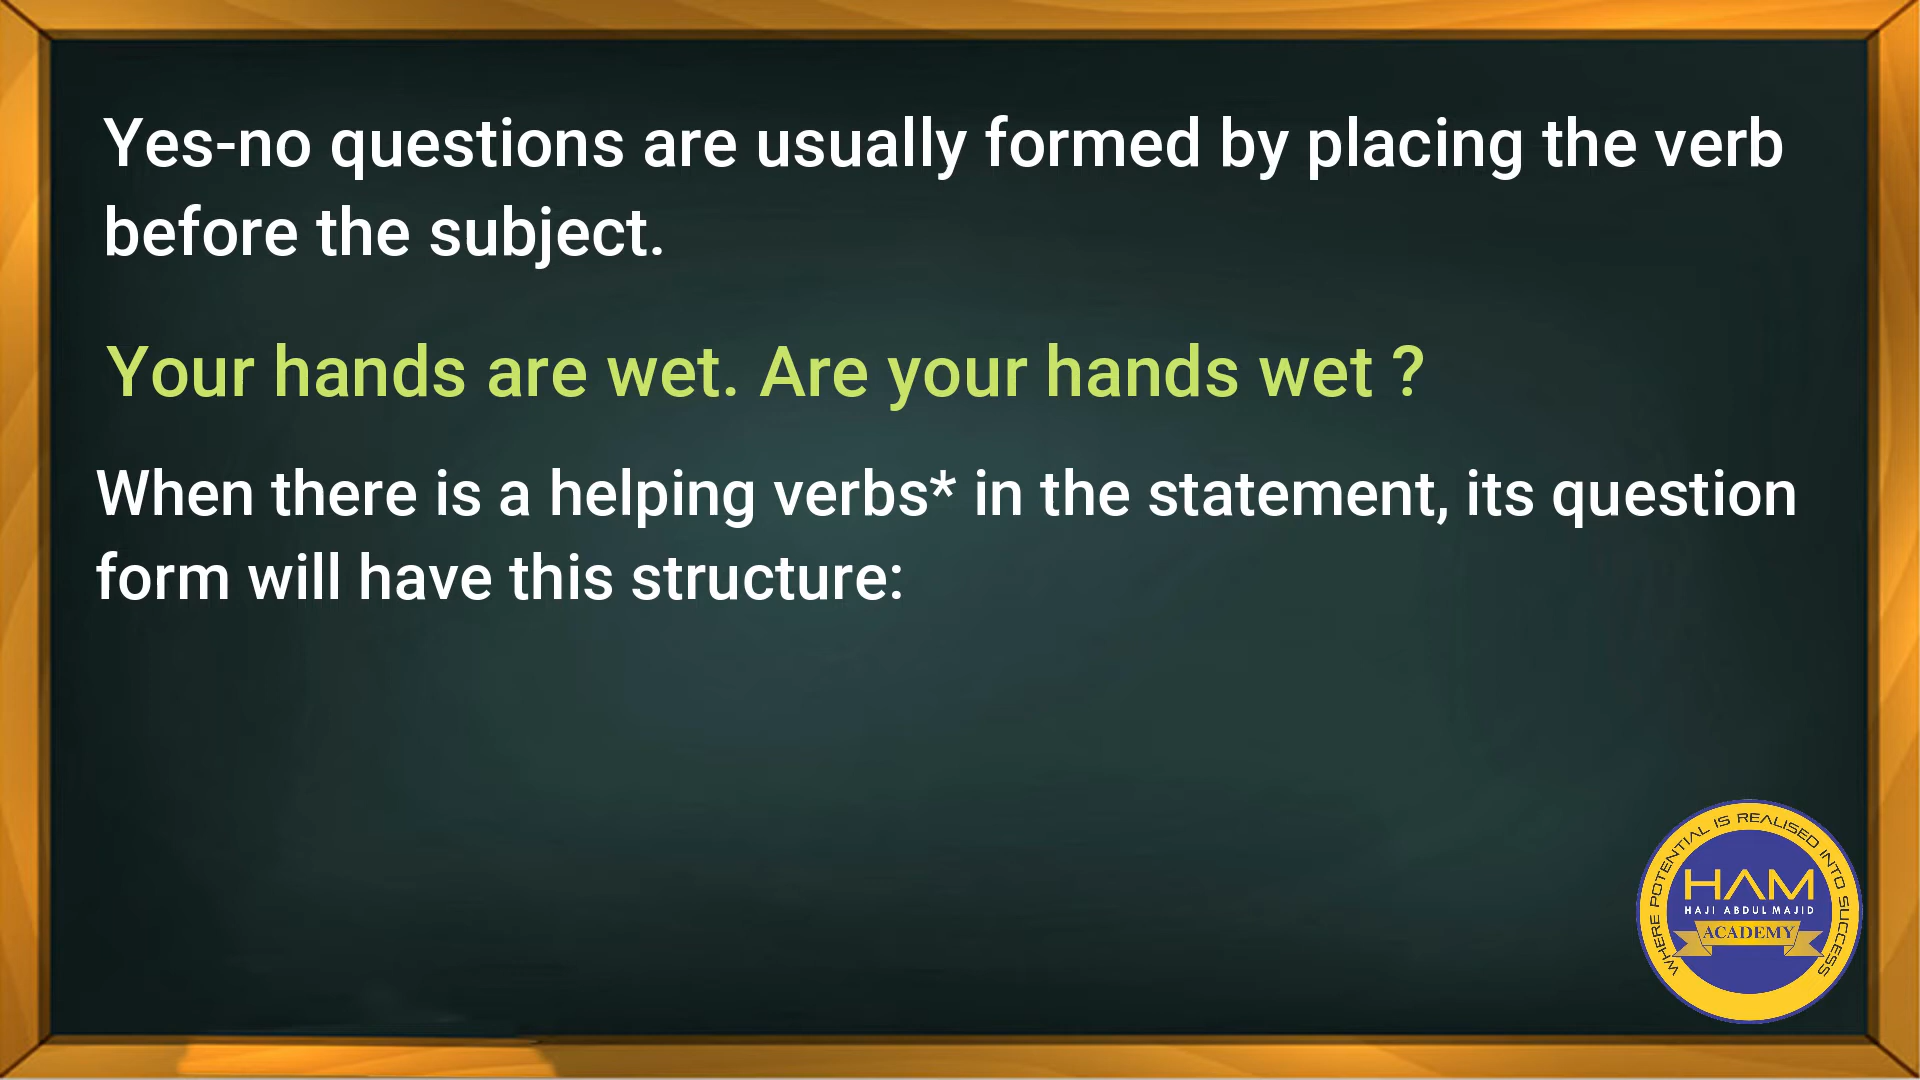 Yes-no questions are usually formed by placing the verb
before the subject.
Your hands are wet. Are your hands wet ?
When there is a helping verbs* in the statement, its question
form will have this structure:
WHERE POTENTIAL IS REALISED INTO SUCCESS
HAM
HAJI ABDUL MAJID
ACADEMY